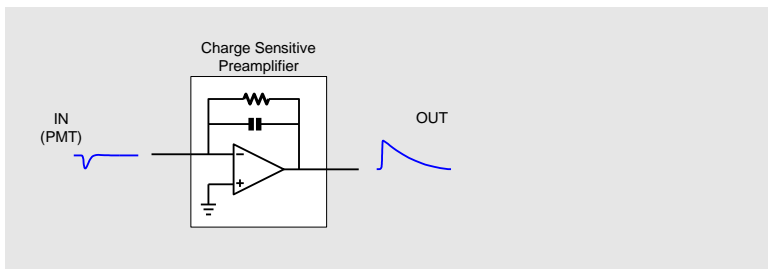 Charge Sensitive
Preamplifier
IN
(PMT)
OUT
−
+